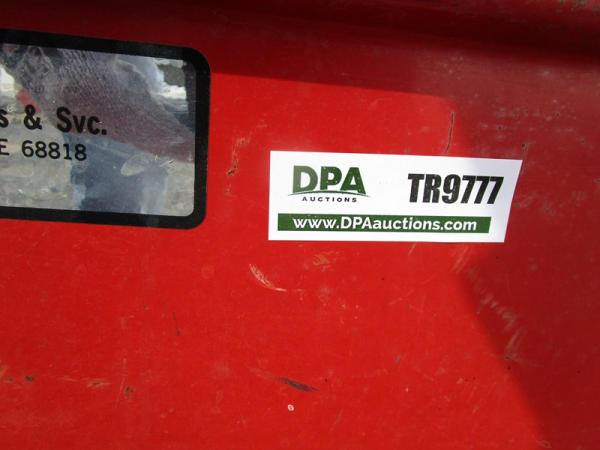 s & Svc.
E 68818
DPA
AUCTIONS
TR9777
www.DPAauctions.com